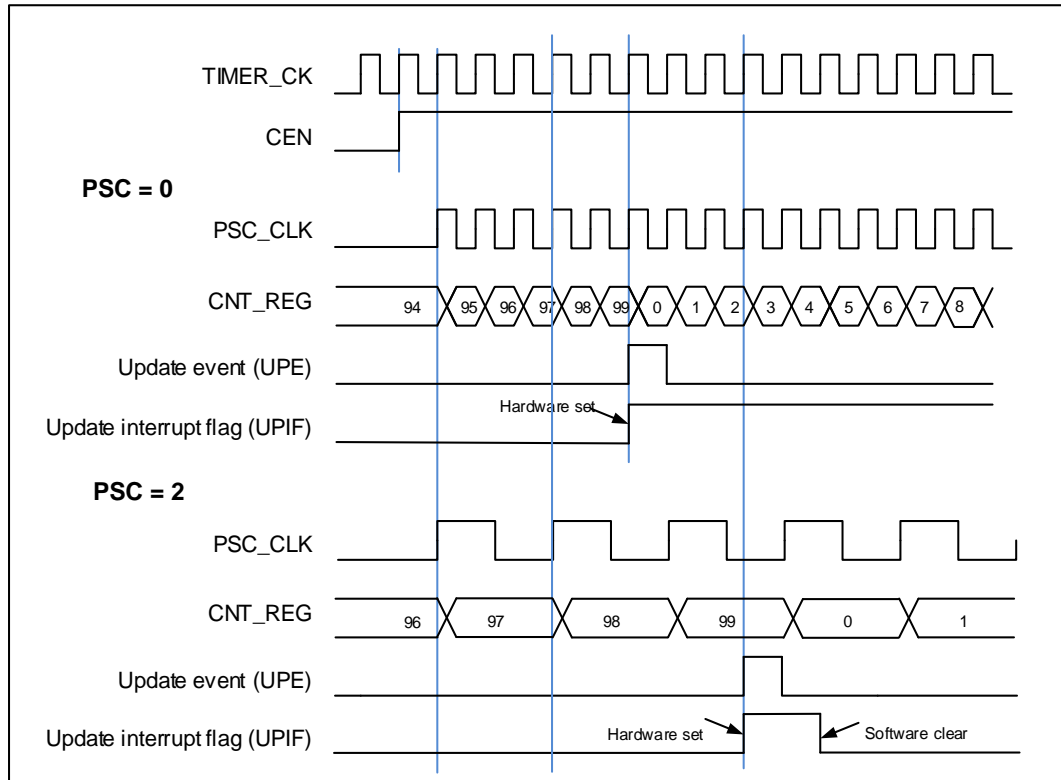 TIMER_CK
CEN
PSC = 0
PSC_CLK
CNT_REG 94 95 96 97 98 99 0 1 2 3 4 5 6 7 8
Update event (UPE)
Hardware set
Update interrupt flag (UPIF)
PSC = 2
PSC_CLK
CNT_REG 96 97 98 99 0 1
Update event (UPE)
Update interrupt flag (UPIF) Hardware set Software clear